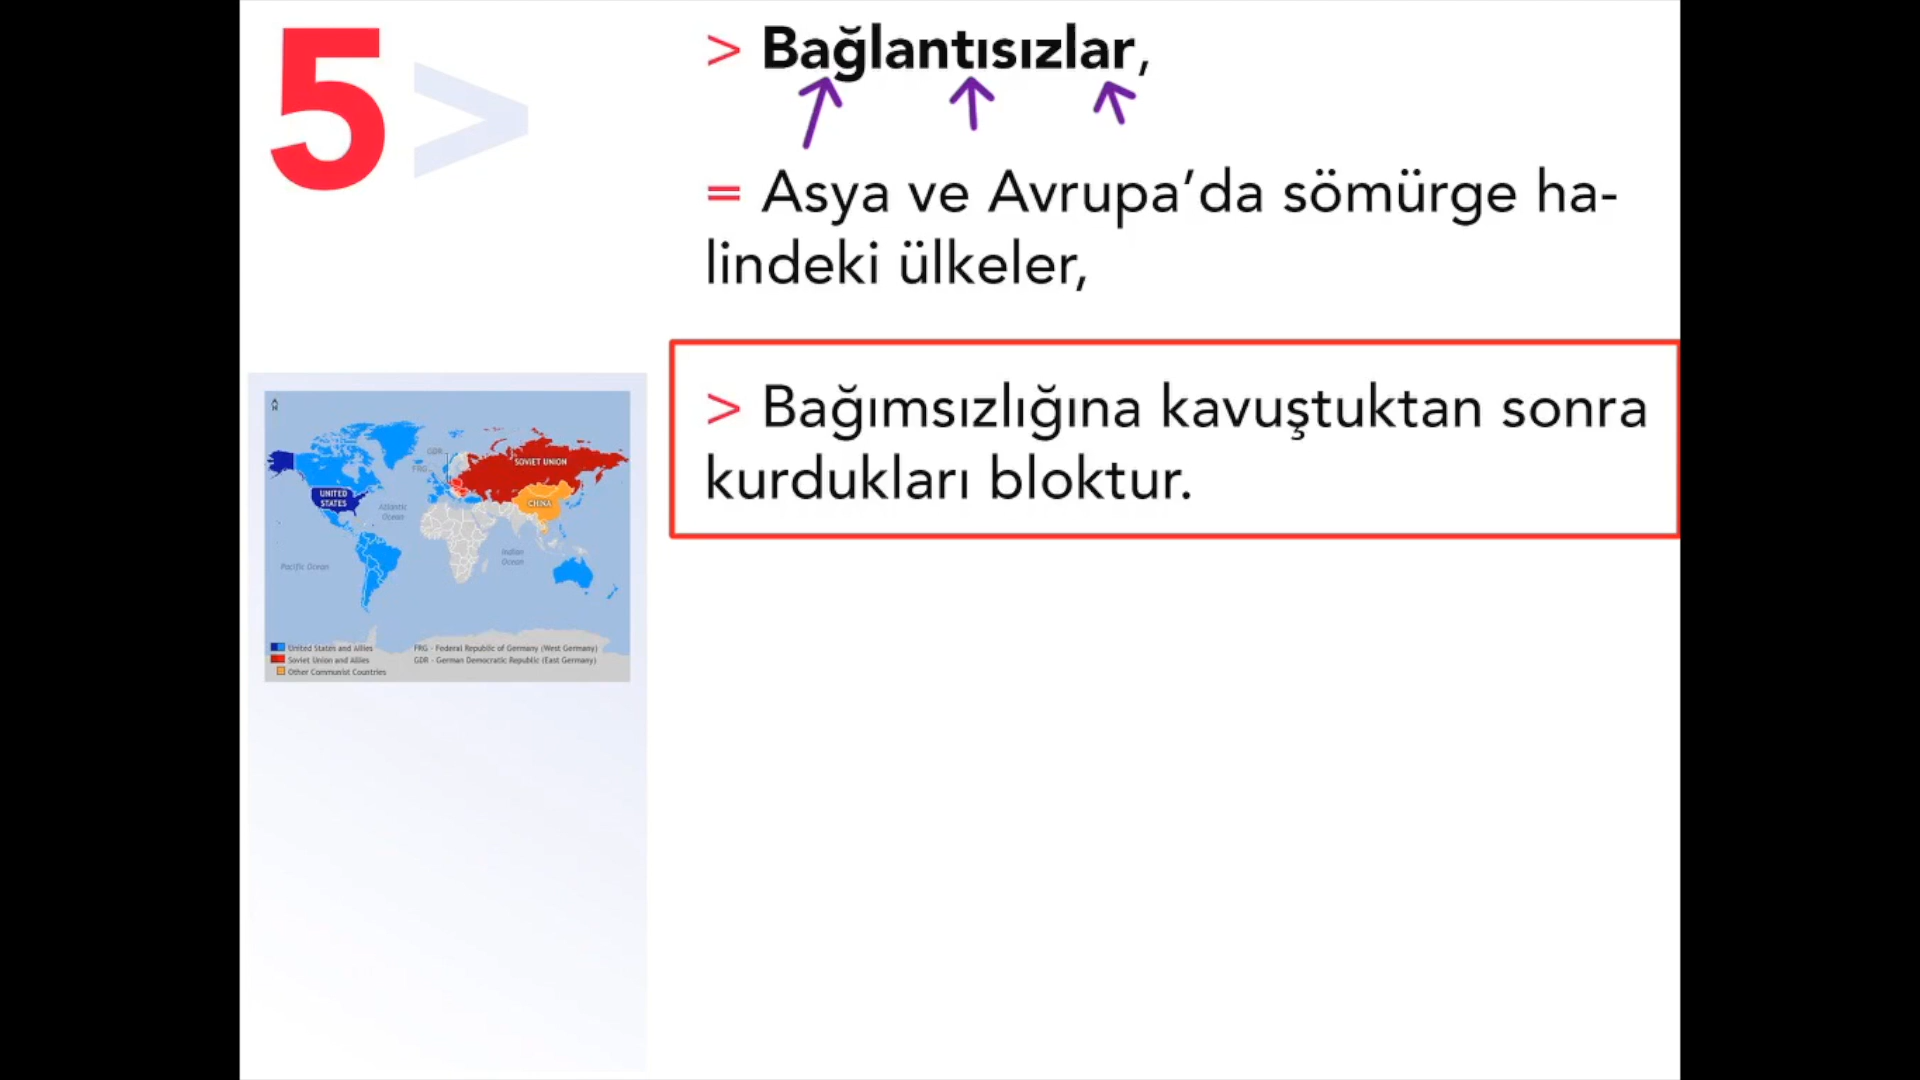 5>
> Bağlantısızlar,
= Asya ve Avrupa’da sömürge ha-
lindeki ülkeler,
> Bağımsızlığına kavuştuktan sonra
kurdukları bloktur.
GDR
FRG
SOVIET UNION
UNITED
STATES
CHINA
Atlantic
Ocean
Pacific Ocean
Indian
Ocean
United States and Allies
Soviet Union and Allies
Other Communist Countries
FRG - Federal Republic of Germany (West Germany)
GDR - German Democratic Republic (East Germany)